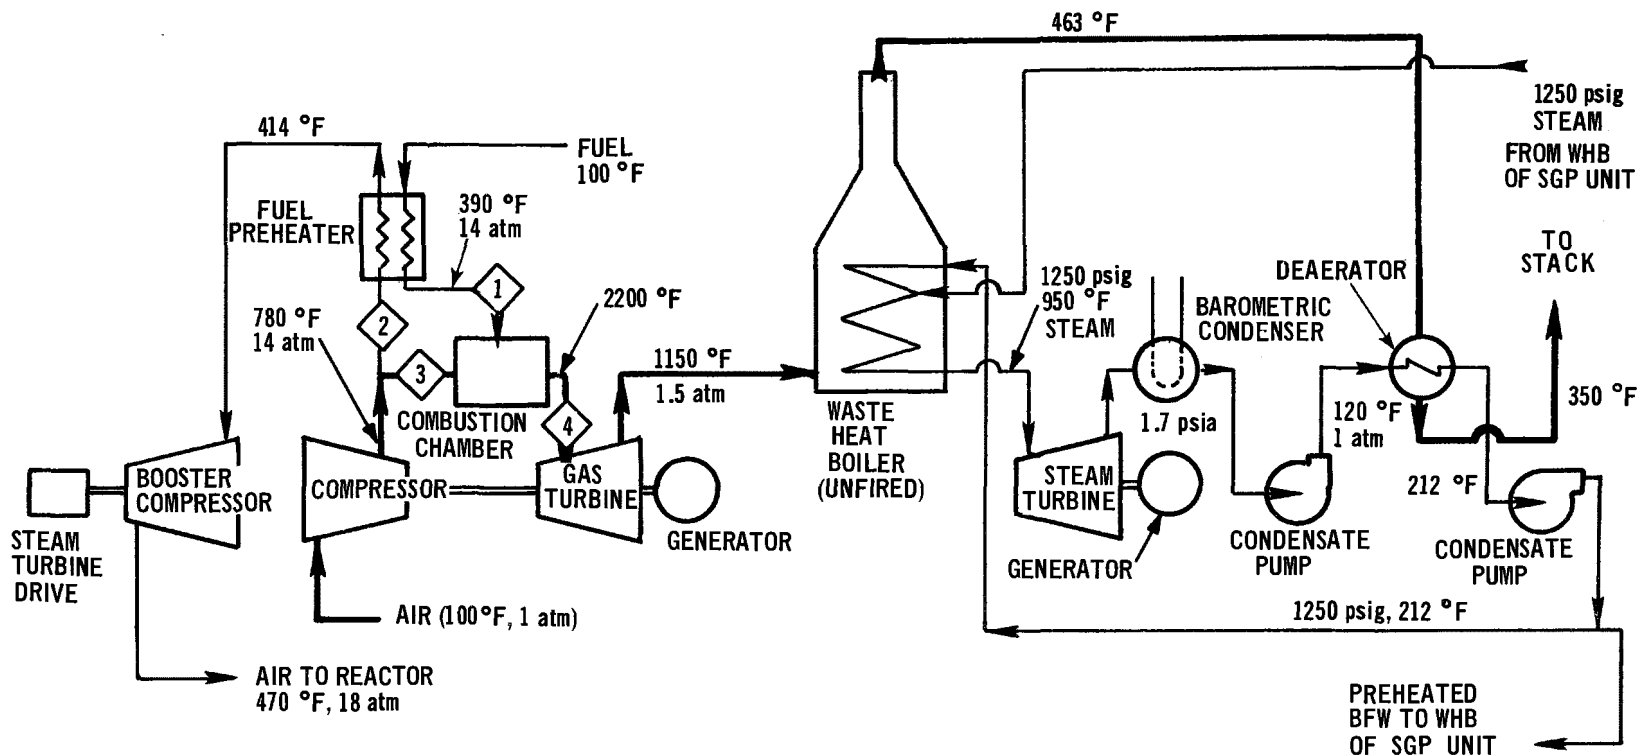 463 °F
1250 psig
STEAM
FROM WHB
OF SGP UNIT
414 °F
FUEL
100 °F
FUEL
PREHEATER
390 °F
14 atm
1
2
3
4
780 °F
14 atm
2200 °F
COMBUSTION
CHAMBER
1150 °F
1.5 atm
WASTE
HEAT
BOILER
(UNFIRED)
1250 psig
950 °F
STEAM
BAROMETRIC
CONDENSER
1.7 psia
DEAERATOR
TO
STACK
350 °F
120 °F
1 atm
212 °F
BOOSTER
COMPRESSOR
STEAM
TURBINE
DRIVE
COMPRESSOR
GAS
TURBINE
GENERATOR
STEAM
TURBINE
GENERATOR
CONDENSATE
PUMP
CONDENSATE
PUMP
AIR (100°F, 1 atm)
1250 psig, 212 °F
AIR TO REACTOR
470 °F, 18 atm
PREHEATED
BFW TO WHB
OF SGP UNIT